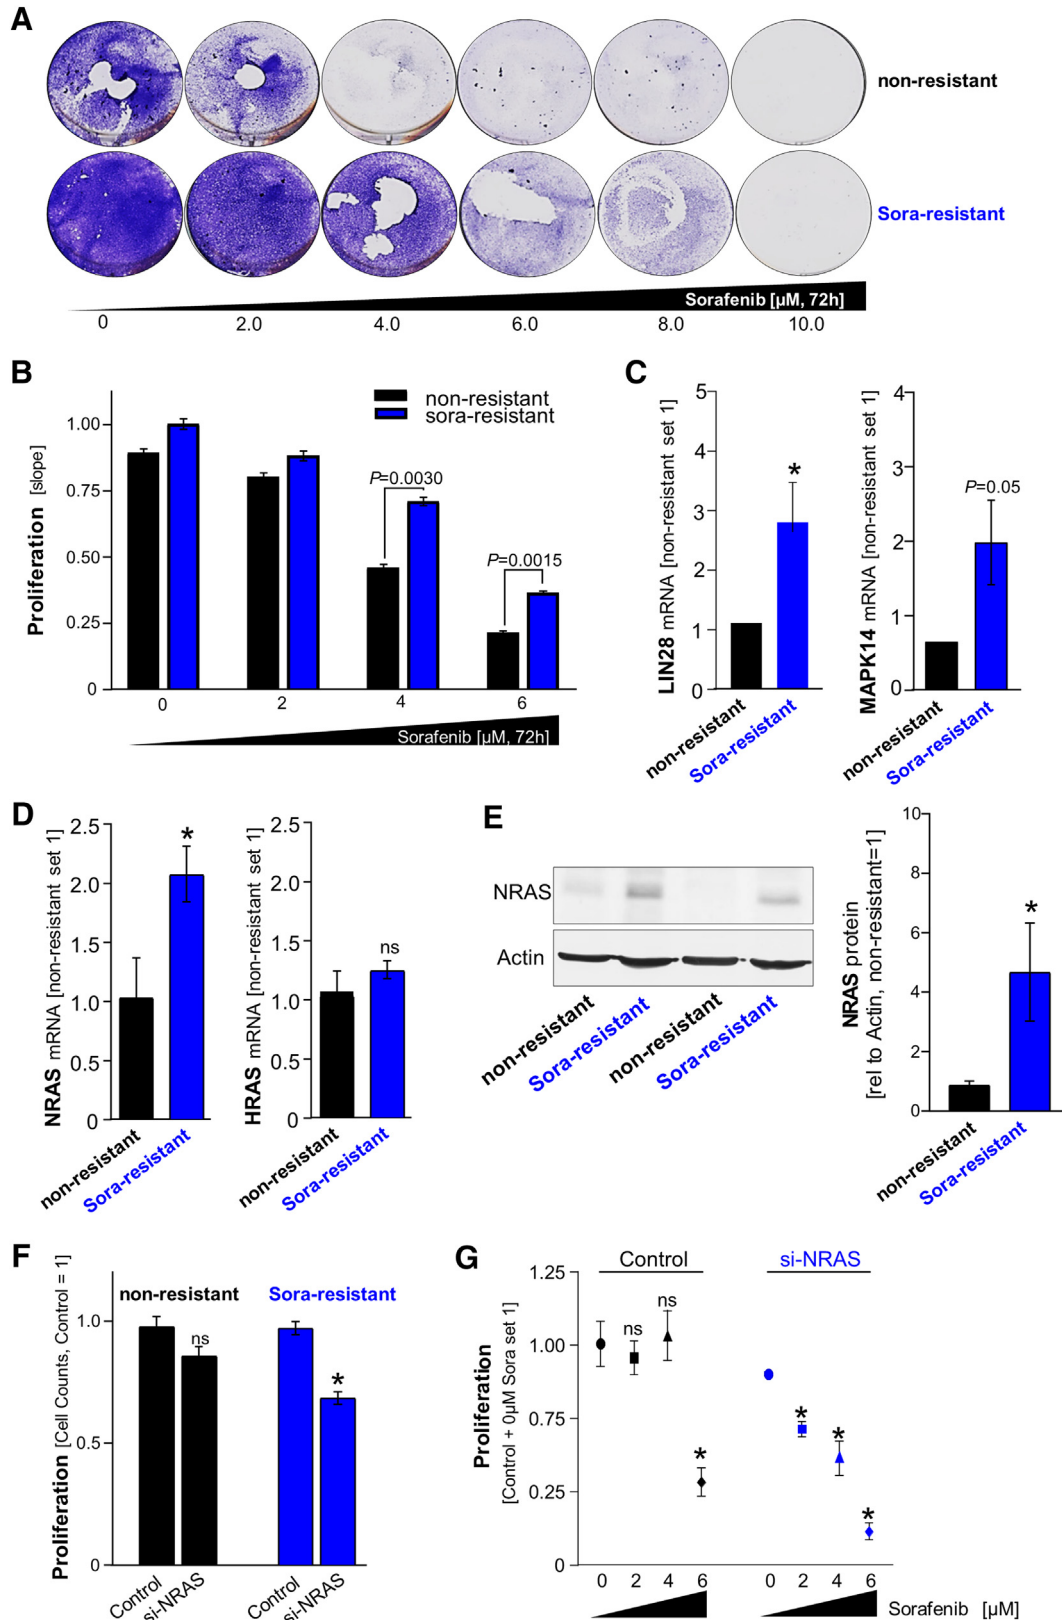 A
non-resistant
Sora-resistant
Sorafenib [µM, 72h]
0 2.0 4.0 6.0 8.0 10.0
B
non-resistant
sora-resistant
Proliferation [slope]
1.00
0.75
0.50
0.25
0
P=0.0030
P=0.0015
0 2 4 6
Sorafenib [µM, 72h]
C
LIN28 mRNA [non-resistant set 1]
5
4
3
2
1
0
*
non-resistant
Sora-resistant
MAPK14 mRNA [non-resistant set 1]
4
3
2
1
0
P=0.05
non-resistant
Sora-resistant
D
NRAS mRNA [non-resistant set 1]
2.5
2.0
1.5
1.0
0.5
0
*
non-resistant
Sora-resistant
HRAS mRNA [non-resistant set 1]
2.5
2.0
1.5
1.0
0.5
0
ns
non-resistant
Sora-resistant
E
NRAS
Actin
non-resistant
Sora-resistant
non-resistant
Sora-resistant
NRAS protein
[rel to Actin, non-resistant=1]
10
8
6
4
2
0
*
non-resistant
Sora-resistant
F
Proliferation [Cell Counts, Control = 1]
non-resistant Sora-resistant
1.0
0.5
0
ns
*
Control
si-NRAS
Control
si-NRAS
G
Control si-NRAS
Proliferation
[Control + 0µM Sora set 1]
1.25
1.00
0.75
0.25
0
ns
ns
*
*
*
*
0 2 4 6 0 2 4 6
Sorafenib [µM]